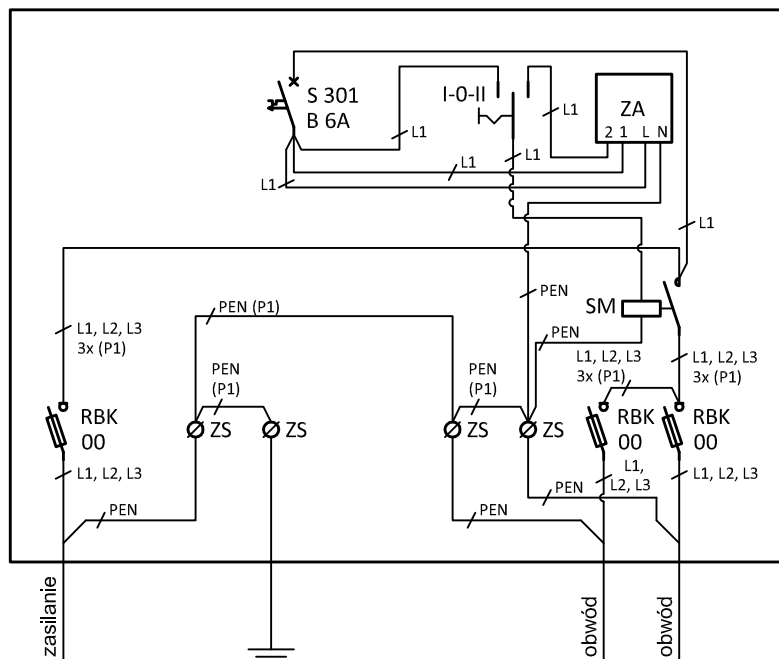 S 301
B 6A
I-0-II
ZA
2 1 L N
L1
L1
L1
L1
L1
L1
PEN
SM
PEN (P1)
PEN
L1, L2, L3
3x (P1)
PEN
(P1)
PEN
(P1)
L1, L2, L3
3x (P1)
L1, L2, L3
3x (P1)
RBK
00
ZS
ZS
ZS
ZS
RBK
00
RBK
00
L1, L2, L3
L1,
L2, L3
L1, L2, L3
PEN
PEN
PEN
zasilanie
obwód
obwód